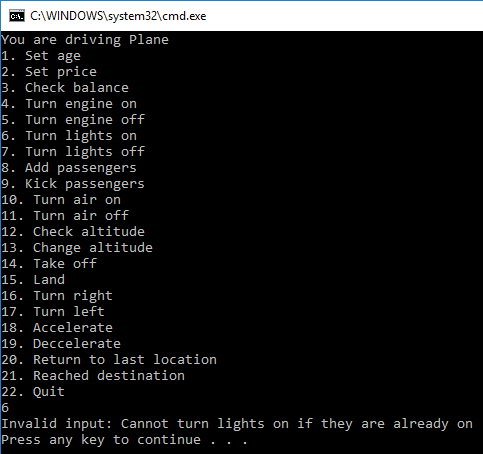 C:\WINDOWS\system32\cmd.exe
You are driving Plane
1. Set age
2. Set price
3. Check balance
4. Turn engine on
5. Turn engine off
6. Turn lights on
7. Turn lights off
8. Add passengers
9. Kick passengers
10. Turn air on
11. Turn air off
12. Check altitude
13. Change altitude
14. Take off
15. Land
16. Turn right
17. Turn left
18. Accelerate
19. Deccelerate
20. Return to last location
21. Reached destination
22. Quit
6
Invalid input: Cannot turn lights on if they are already on
Press any key to continue . . .